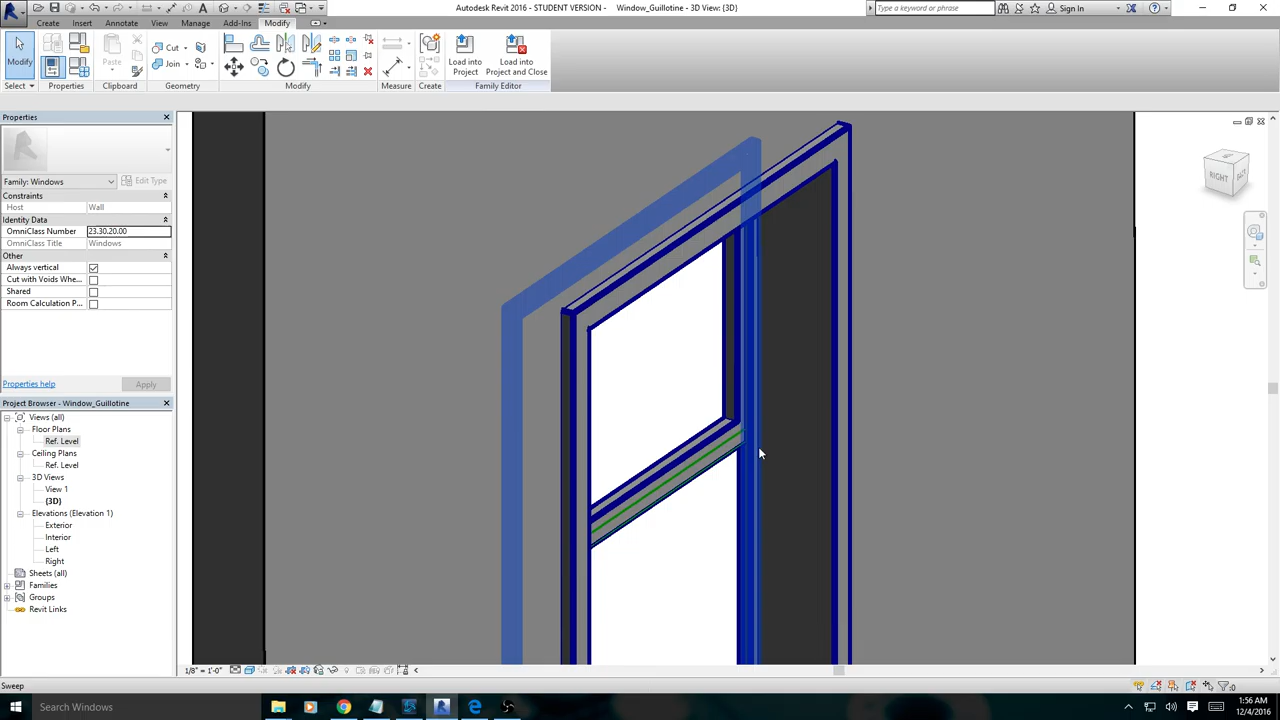 Autodesk Revit 2016 - STUDENT VERSION - Window_Guillotine - 3D View: {3D}
Type a keyword or phrase
Sign In
Create Insert Annotate View Manage Add-Ins Modify
Modify Paste Cut Join Load into Project Load into Project and Close
Select Properties Clipboard Geometry Modify Measure Create Family Editor
Properties
Family: Windows Edit Type
Constraints
Host Wall
Identity Data
OmniClass Number 23.30.20.00
OmniClass Title Windows
Other
Always vertical
Cut with Voids Whe...
Shared
Room Calculation P...
Properties help Apply
Project Browser - Window_Guillotine
Views (all)
Floor Plans
Ref. Level
Ceiling Plans
Ref. Level
3D Views
View 1
{3D}
Elevations (Elevation 1)
Exterior
Interior
Left
Right
Sheets (all)
Families
Groups
Revit Links
RIGHT
1/8" = 1'-0"
Sweep
:0
Search Windows
1:56 AM
12/4/2016